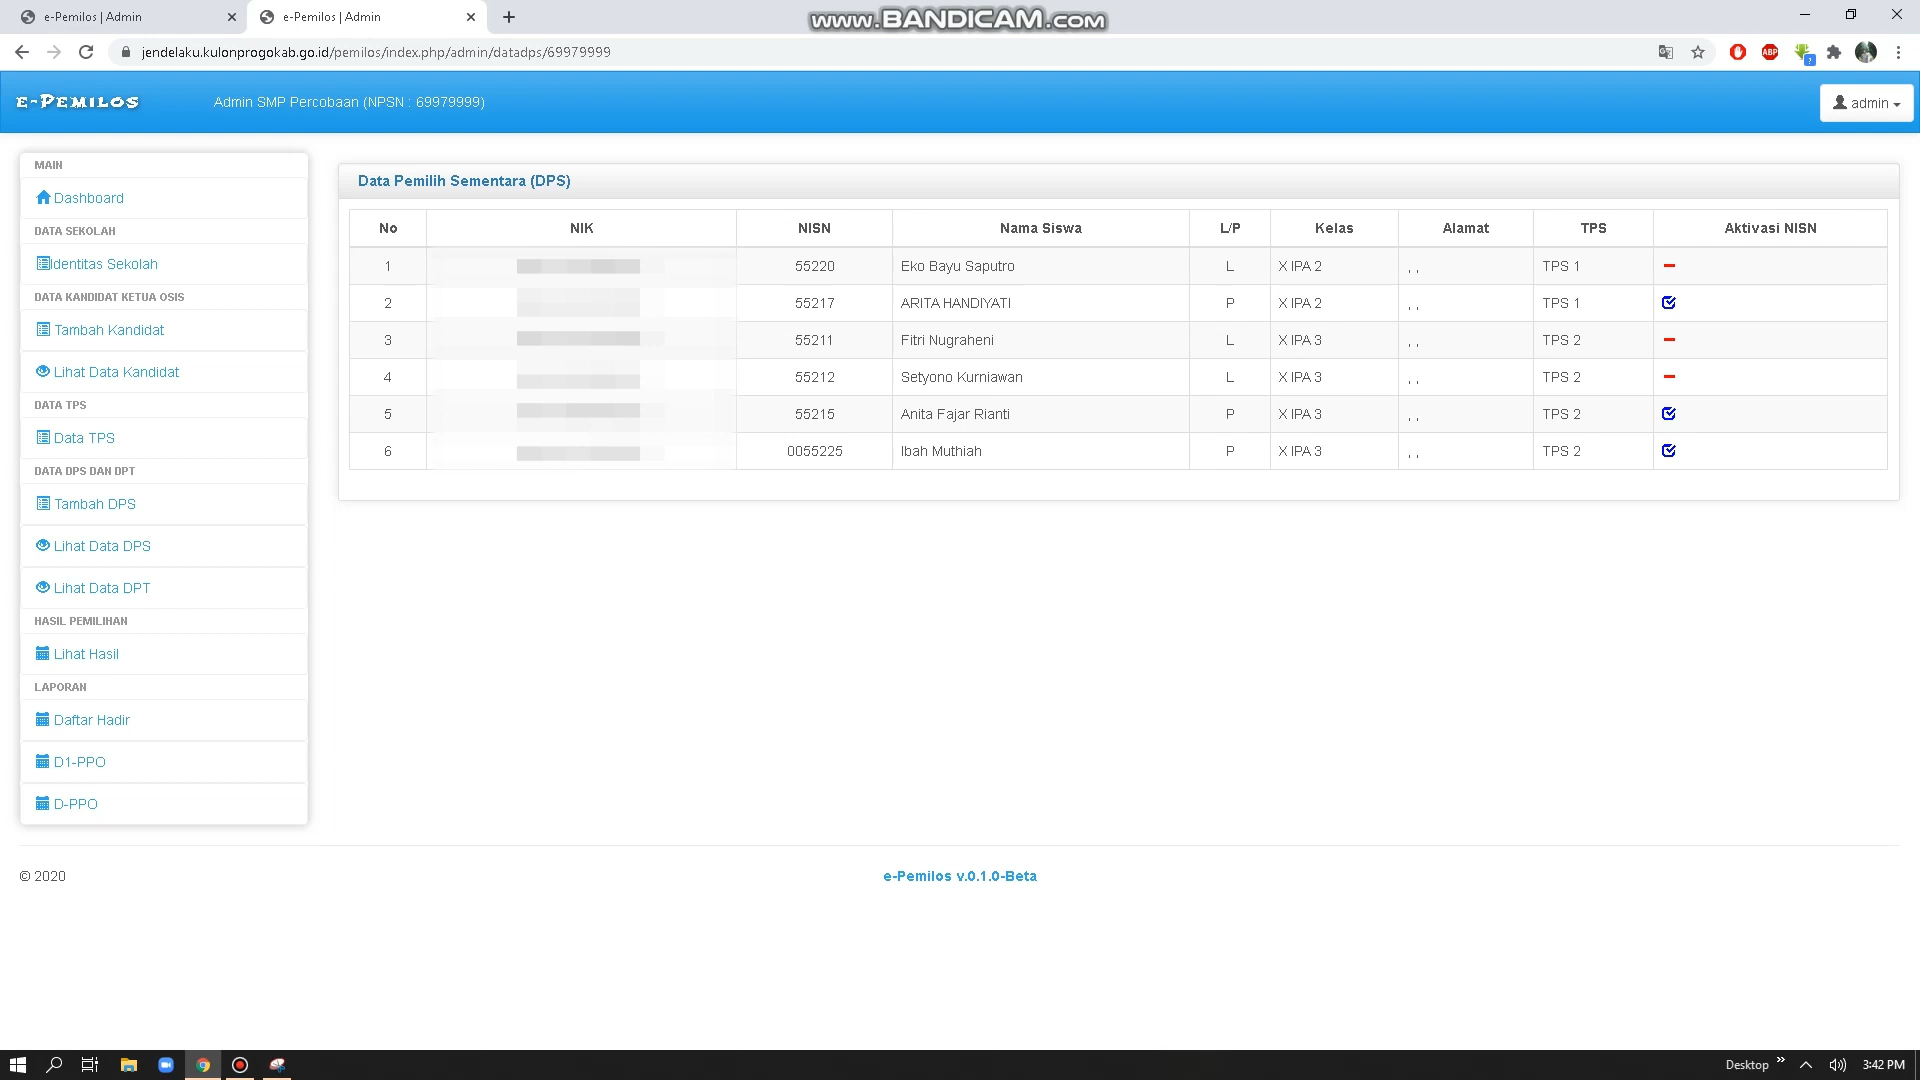 e-Pemilos | Admin
e-Pemilos | Admin
www.BANDICAM.com
jendelaku.kulonprogokab.go.id/pemilos/index.php/admin/datadps/69979999
ABP
?
e-Pemilos
Admin SMP Percobaan (NPSN : 69979999)
admin
MAIN
Dashboard
DATA SEKOLAH
Identitas Sekolah
DATA KANDIDAT KETUA OSIS
Tambah Kandidat
Lihat Data Kandidat
DATA TPS
Data TPS
DATA DPS DAN DPT
Tambah DPS
Lihat Data DPS
Lihat Data DPT
HASIL PEMILIHAN
Lihat Hasil
LAPORAN
Daftar Hadir
D1-PPO
D-PPO
Data Pemilih Sementara (DPS)
No NIK NISN Nama Siswa L/P Kelas Alamat TPS Aktivasi NISN
1 55220 Eko Bayu Saputro L X IPA 2 , , TPS 1
2 55217 ARITA HANDIYATI P X IPA 2 , , TPS 1
3 55211 Fitri Nugraheni L X IPA 3 , , TPS 2
4 55212 Setyono Kurniawan L X IPA 3 , , TPS 2
5 55215 Anita Fajar Rianti P X IPA 3 , , TPS 2
6 0055225 Ibah Muthiah P X IPA 3 , , TPS 2
© 2020
e-Pemilos v.0.1.0-Beta
Desktop
3:42 PM